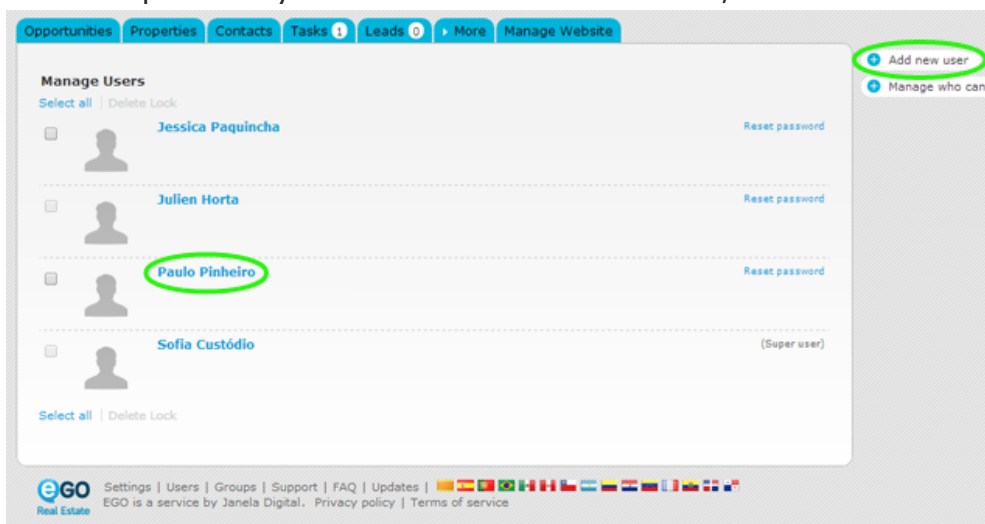 Opportunities Properties Contacts Tasks 1 Leads 0 More Manage Website
Add new user
Manage who can
Manage Users
Select all | Delete Lock
Jessica Paquincha Reset password
Julien Horta Reset password
Paulo Pinheiro Reset password
Sofia Custódio (Super user)
Select all | Delete Lock
eGO Real Estate
Settings | Users | Groups | Support | FAQ | Updates |
EGO is a service by Janela Digital. Privacy policy | Terms of service